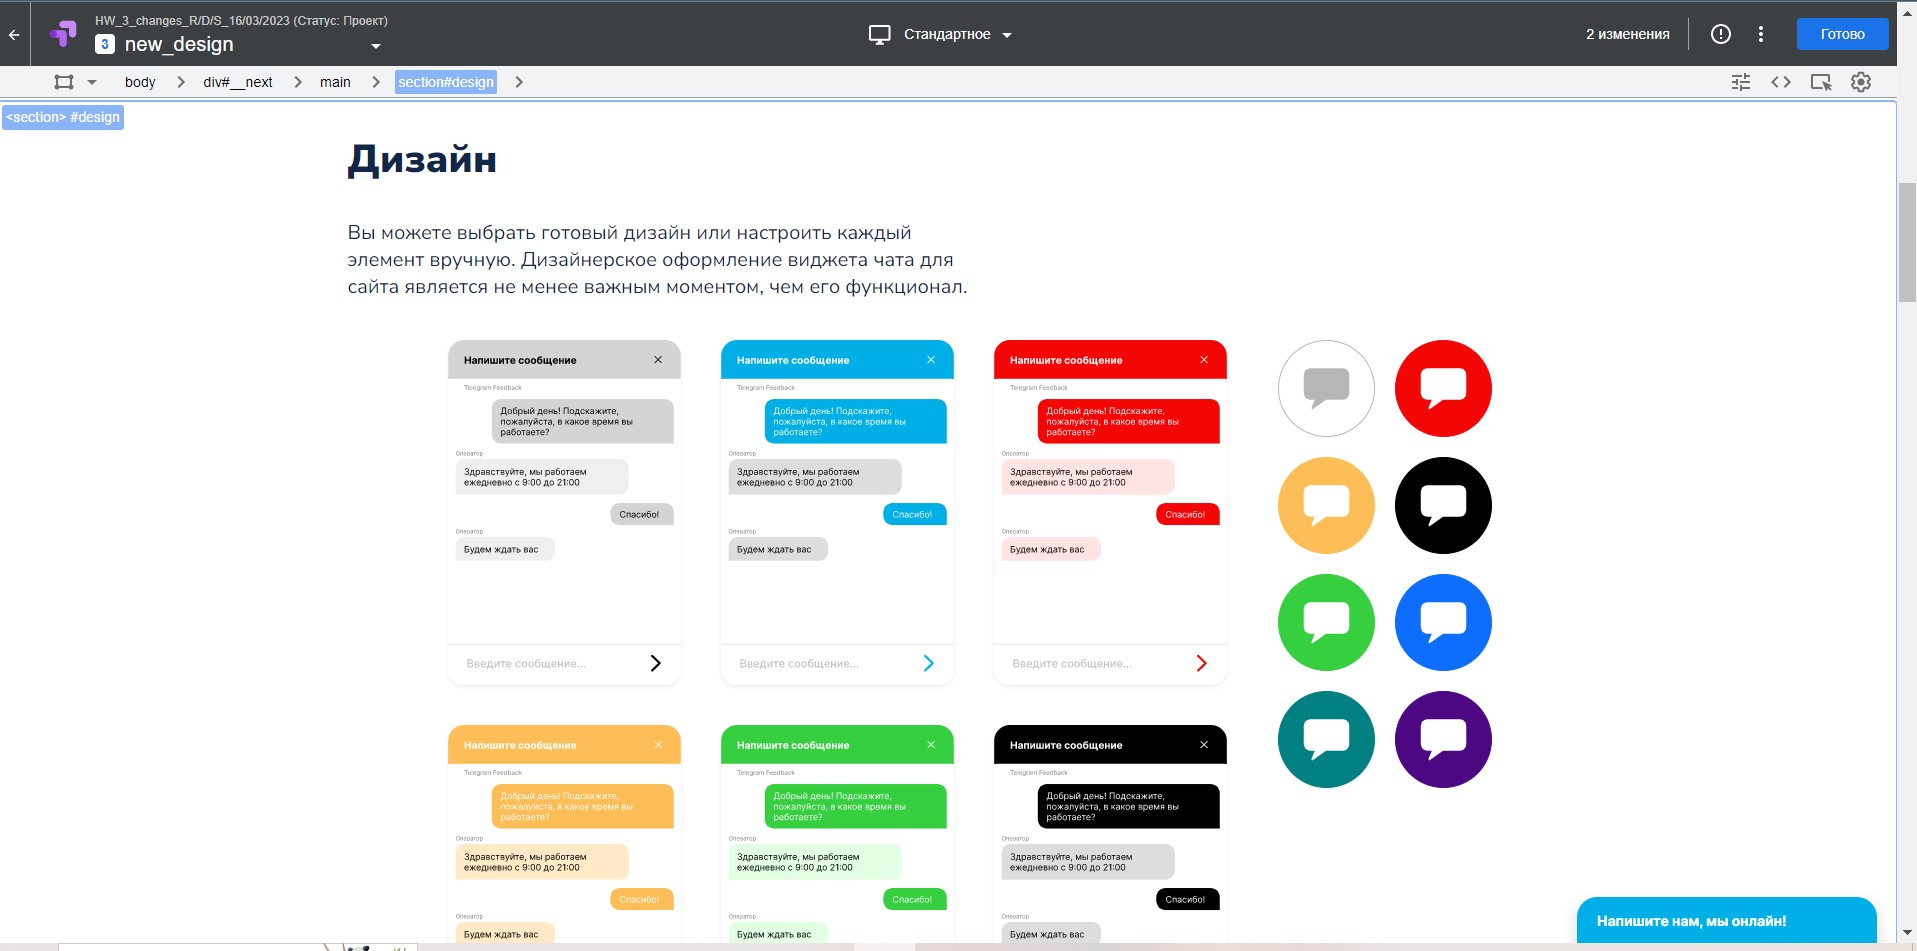 HW_3_changes_R/D/S_16/03/2023 (Статус: Проект)
3 new_design
Стандартное
2 изменения
Готово
body
div#__next
main
section#design
<section> #design
Дизайн
Вы можете выбрать готовый дизайн или настроить каждый
элемент вручную. Дизайнерское оформление виджета чата для
сайта является не менее важным моментом, чем его функционал.
Напишите сообщение
Telegram Feedback
Добрый день! Подскажите,
пожалуйста, в какое время вы
работаете?
Оператор
Здравствуйте, мы работаем
ежедневно с 9:00 до 21:00
Спасибо!
Оператор
Будем ждать вас
Введите сообщение...
Напишите сообщение
Telegram Feedback
Добрый день! Подскажите,
пожалуйста, в какое время вы
работаете?
Оператор
Здравствуйте, мы работаем
ежедневно с 9:00 до 21:00
Спасибо!
Оператор
Будем ждать вас
Введите сообщение...
Напишите сообщение
Telegram Feedback
Добрый день! Подскажите,
пожалуйста, в какое время вы
работаете?
Оператор
Здравствуйте, мы работаем
ежедневно с 9:00 до 21:00
Спасибо!
Оператор
Будем ждать вас
Введите сообщение...
Напишите сообщение
Telegram Feedback
Добрый день! Подскажите,
пожалуйста, в какое время вы
работаете?
Оператор
Здравствуйте, мы работаем
ежедневно с 9:00 до 21:00
Спасибо!
Оператор
Будем ждать вас
Напишите сообщение
Telegram Feedback
Добрый день! Подскажите,
пожалуйста, в какое время вы
работаете?
Оператор
Здравствуйте, мы работаем
ежедневно с 9:00 до 21:00
Спасибо!
Оператор
Будем ждать вас
Напишите сообщение
Telegram Feedback
Добрый день! Подскажите,
пожалуйста, в какое время вы
работаете?
Оператор
Здравствуйте, мы работаем
ежедневно с 9:00 до 21:00
Спасибо!
Оператор
Будем ждать вас
Напишите нам, мы онлайн!